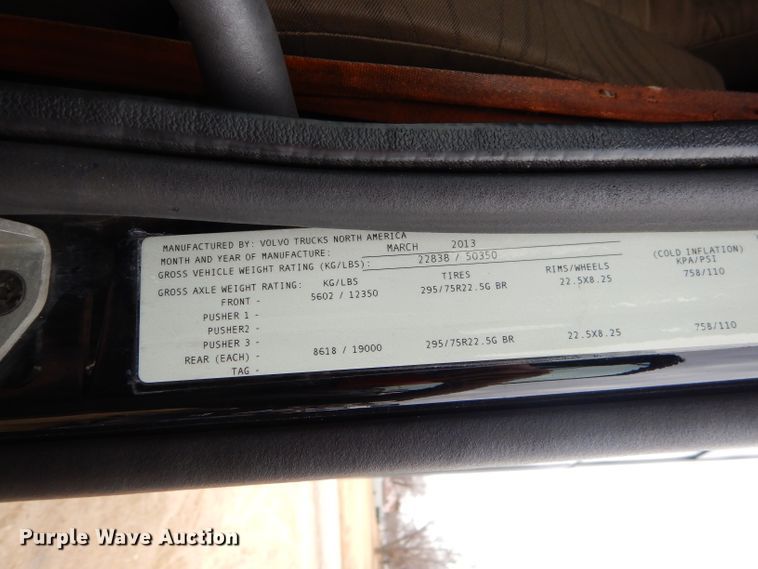 MANUFACTURED BY: VOLVO TRUCKS NORTH AMERICA
MONTH AND YEAR OF MANUFACTURE: MARCH 2013
GROSS VEHICLE WEIGHT RATING (KG/LBS): 22838 / 50350
GROSS AXLE WEIGHT RATING: KG/LBS TIRES RIMS/WHEELS (COLD INFLATION) KPA/PSI
FRONT - 5602 / 12350 295/75R22.5G BR 22.5X8.25 758/110
PUSHER 1 -
PUSHER2 -
PUSHER 3 -
REAR (EACH) - 8618 / 19000 295/75R22.5G BR 22.5X8.25 758/110
TAG -
Purple Wave Auction®